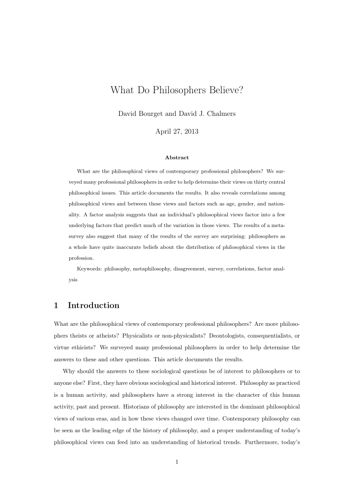 What Do Philosophers Believe?
David Bourget and David J. Chalmers
April 27, 2013
Abstract
What are the philosophical views of contemporary professional philosophers? We sur-
veyed many professional philosophers in order to help determine their views on thirty central
philosophical issues. This article documents the results. It also reveals correlations among
philosophical views and between these views and factors such as age, gender, and nation-
ality. A factor analysis suggests that an individual's philosophical views factor into a few
underlying factors that predict much of the variation in those views. The results of a meta-
survey also suggest that many of the results of the survey are surprising: philosophers as
a whole have quite inaccurate beliefs about the distribution of philosophical views in the
profession.
Keywords: philosophy, metaphilosophy, disagreement, survey, correlations, factor anal-
ysis
1 Introduction
What are the philosophical views of contemporary professional philosophers? Are more philoso-
phers theists or atheists? Physicalists or non-physicalists? Deontologists, consequentialists, or
virtue ethicists? We surveyed many professional philosophers in order to help determine the
answers to these and other questions. This article documents the results.
Why should the answers to these sociological questions be of interest to philosophers or to
anyone else? First, they have obvious sociological and historical interest. Philosophy as practiced
is a human activity, and philosophers have a strong interest in the character of this human
activity, past and present. Historians of philosophy are interested in the dominant philosophical
views of various eras, and in how these views changed over time. Contemporary philosophy can
be seen as the leading edge of the history of philosophy, and a proper understanding of today's
philosophical views can feed into an understanding of historical trends. Furthermore, today's
1